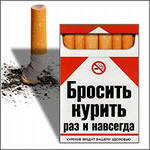 Бросить
курить
раз и навсегда
КУРЕНИЕ ВРЕДИТ ВАШЕМУ ЗДОРОВЬЮ